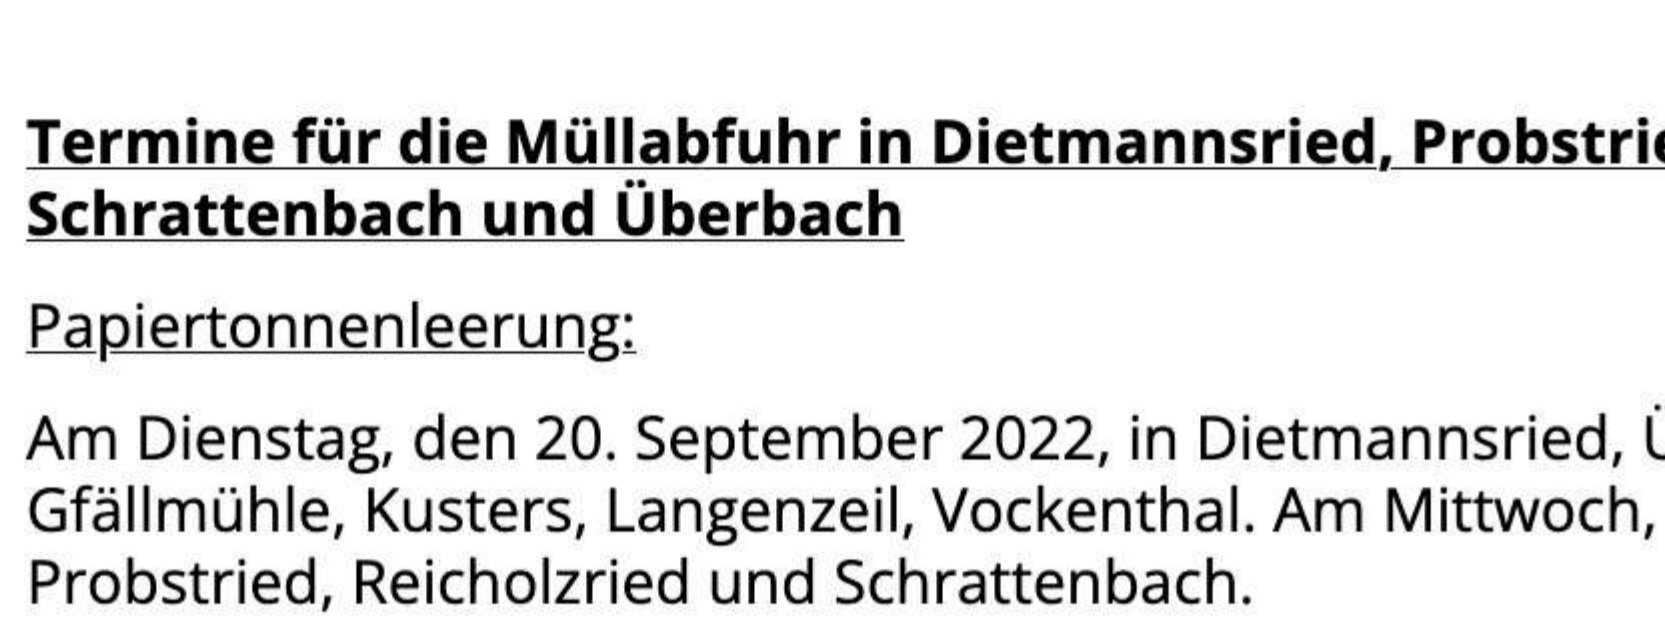 Termine für die Müllabfuhr in Dietmannsried,
Schrattenbach und Überbach
Papiertonnenleerung:
Am Dienstag, den 20. September 2022, in Dietmannsried,
Gfällmühle, Kusters, Langenzeil, Vockenthal. Am Mittwoch,
Probstried, Reicholzried und Schrattenbach.